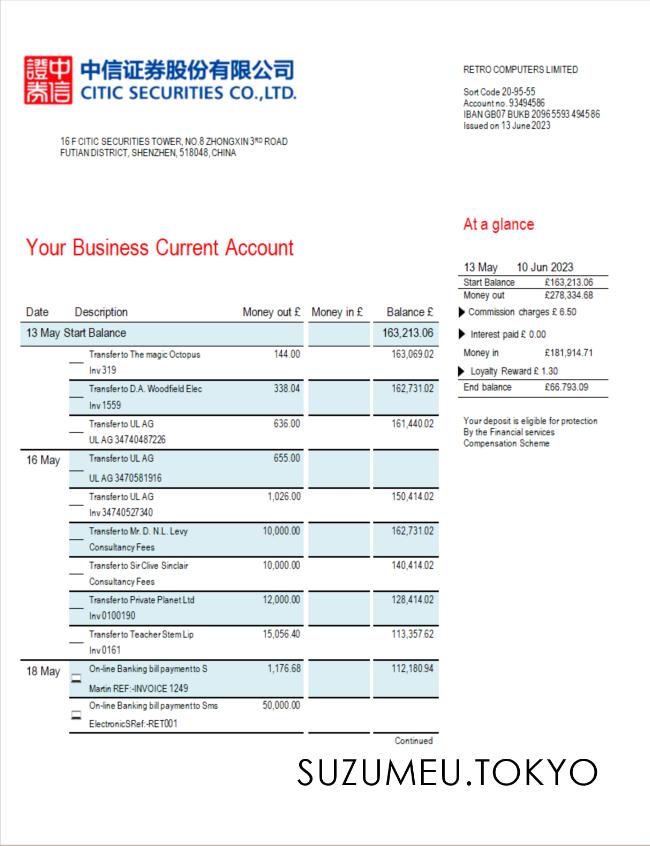 證中
券信
中信证券股份有限公司
CITIC SECURITIES CO.,LTD.
16 F CITIC SECURITIES TOWER, NO.8 ZHONGXIN 3RD ROAD
FUTIAN DISTRICT, SHENZHEN, 518048, CHINA
RETRO COMPUTERS LIMITED
Sort Code 20-95-55
Account no. 93494586
IBAN GB07 BUKB 2096 5593 4945 86
Issued on 13 June 2023
Your Business Current Account
Date Description Money out £ Money in £ Balance £
13 May Start Balance 163,213.06
Transfer to The magic Octopus 144.00 163,069.02
Inv 319
Transfer to D.A. Woodfield Elec 338.04 162,731.02
Inv 1559
Transfer to UL AG 636.00 161,440.02
UL AG 34740487226
16 May Transfer to UL AG 655.00
UL AG 3470581916
Transfer to UL AG 1,026.00 150,414.02
Inv 34740527340
Transfer to Mr. D. N.L. Levy 10,000.00 162,731.02
Consultancy Fees
Transfer to Sir Clive Sinclair 10,000.00 140,414.02
Consultancy Fees
Transfer to Private Planet Ltd 12,000.00 128,414.02
Inv 0100190
Transfer to Teacher Stem Lip 15,056.40 113,357.62
Inv 0161
18 May On-line Banking bill payment to S 1,176.68 112,180.94
Martin REF:-INVOICE 1249
On-line Banking bill payment to Sms 50,000.00
ElectronicSRef:-RET001
Continued
At a glance
13 May 10 Jun 2023
Start Balance £163,213.06
Money out £278,334.68
Commission charges £ 6.50
Interest paid £ 0.00
Money in £181,914.71
Loyalty Reward £ 1.30
End balance £66.793.09
Your deposit is eligible for protection
By the Financial services
Compensation Scheme
SUZUMEU.TOKYO